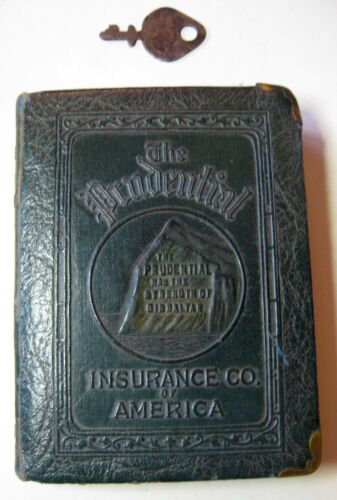 The
Prudential
THE
PRUDENTIAL
HAS THE
STRENGTH OF
GIBRALTAR
INSURANCE CO.
OF
AMERICA